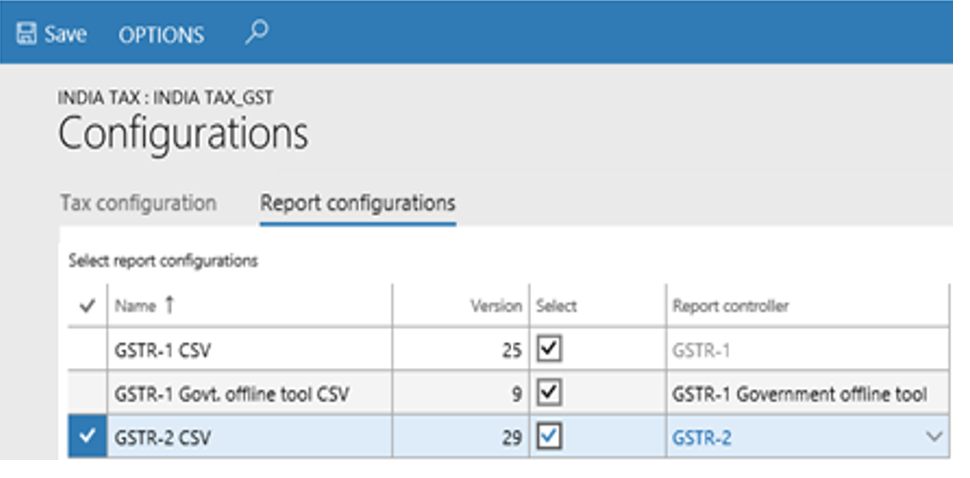 Save OPTIONS
INDIA TAX : INDIA TAX_GST
Configurations
Tax configuration Report configurations
Select report configurations
Name ↑ Version Select Report controller
GSTR-1 CSV 25 GSTR-1
GSTR-1 Govt. offline tool CSV 9 GSTR-1 Government offline tool
GSTR-2 CSV 29 GSTR-2